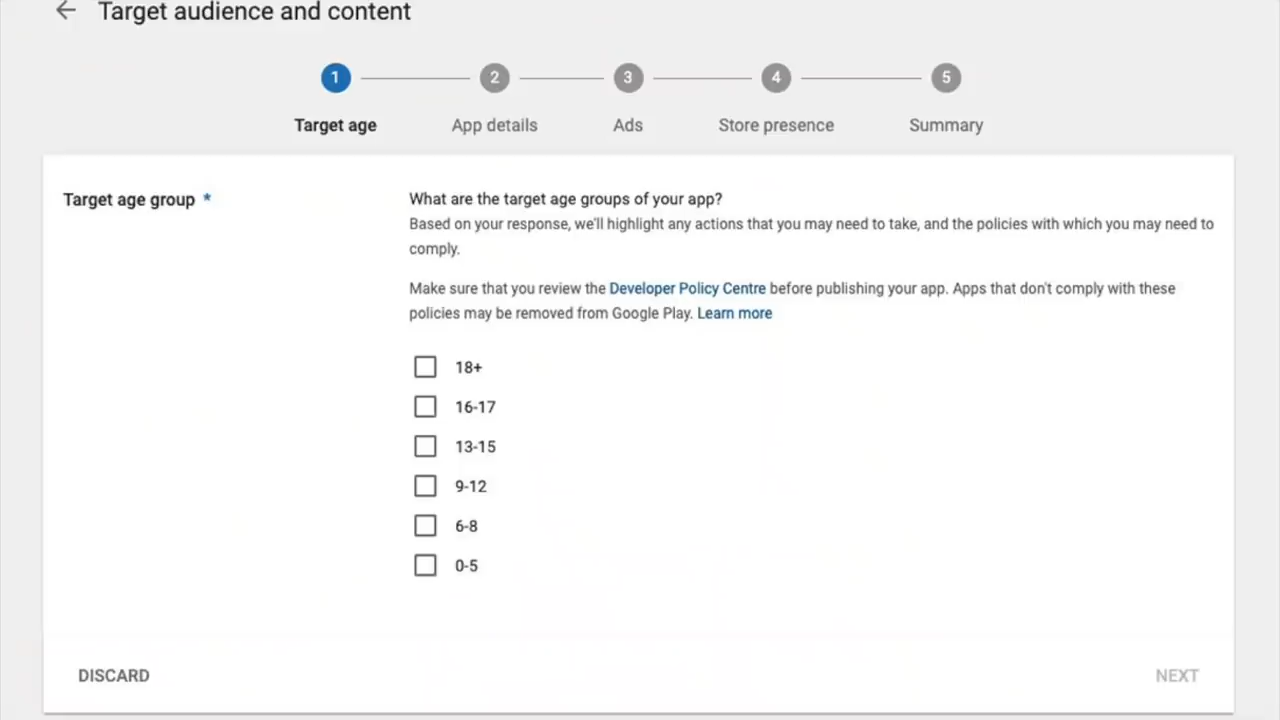 Target audience and content
1 2 3 4 5
Target age App details Ads Store presence Summary
Target age group *
What are the target age groups of your app?
Based on your response, we'll highlight any actions that you may need to take, and the policies with which you may need to
comply.
Make sure that you review the Developer Policy Centre before publishing your app. Apps that don't comply with these
policies may be removed from Google Play. Learn more
18+
16-17
13-15
9-12
6-8
0-5
DISCARD NEXT